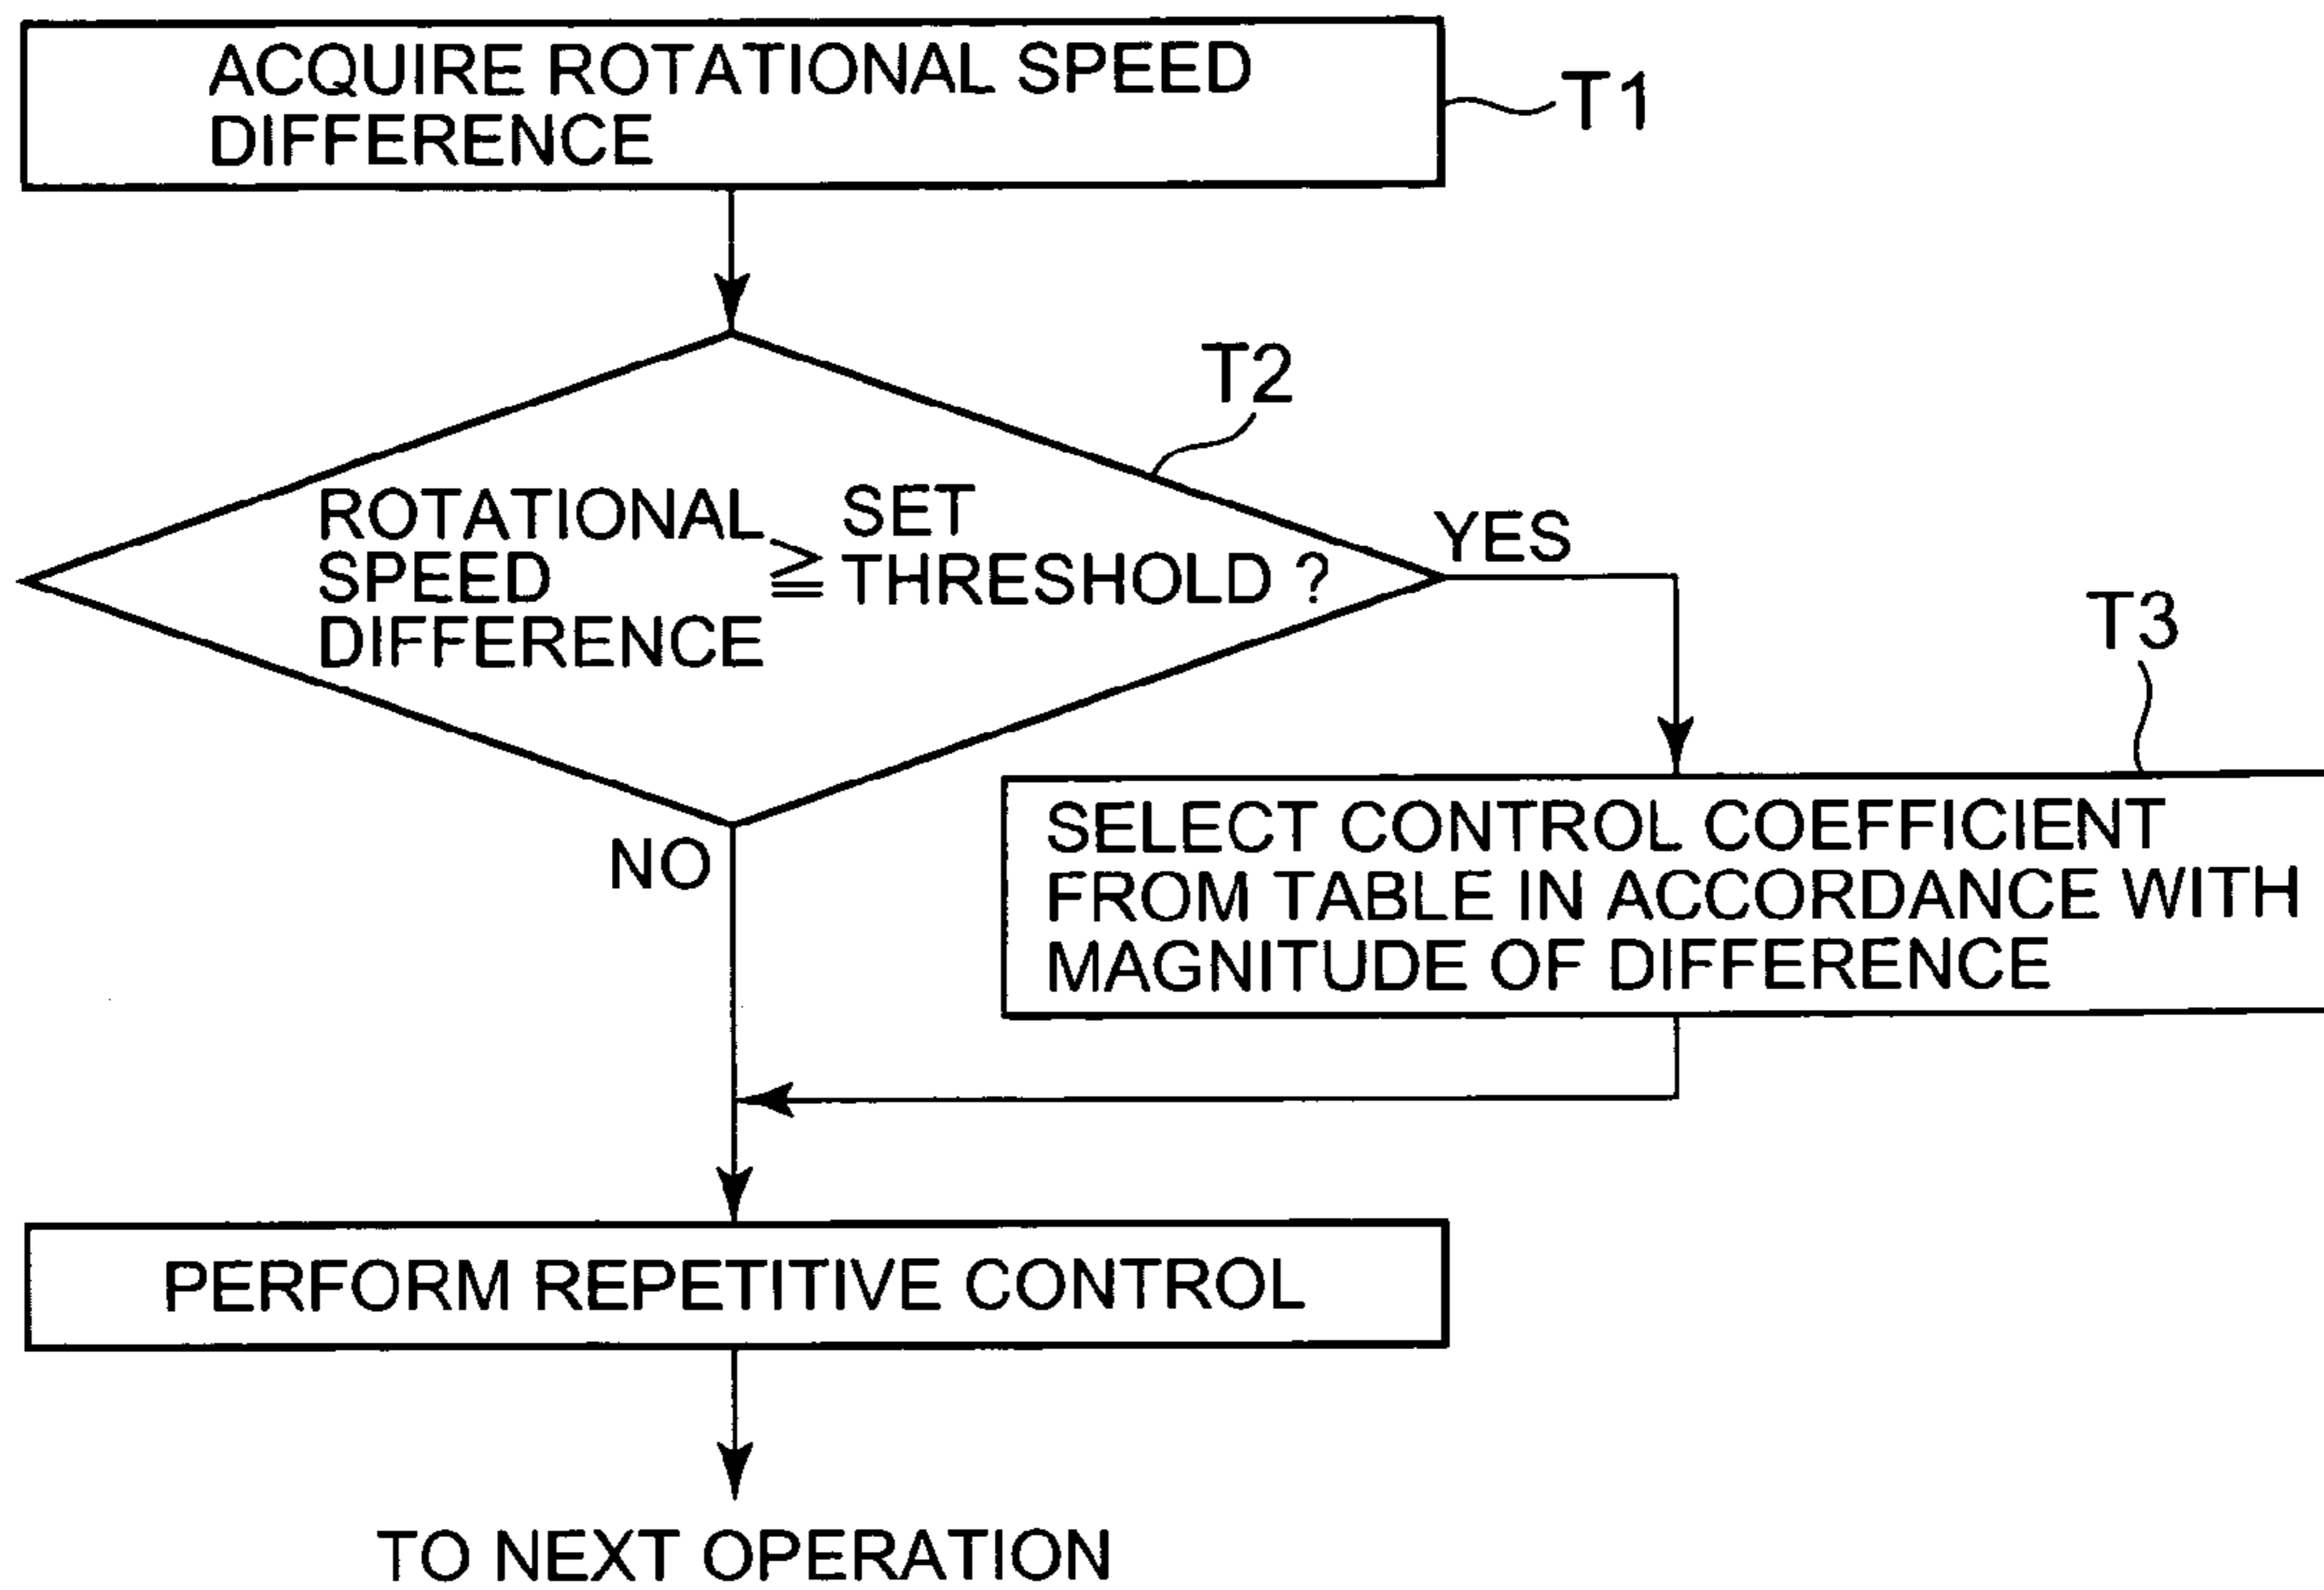 ACQUIRE ROTATIONAL SPEED
DIFFERENCE
T1
T2
ROTATIONAL
SPEED
DIFFERENCE
≧
SET
THRESHOLD ?
YES
T3
NO
SELECT CONTROL COEFFICIENT
FROM TABLE IN ACCORDANCE WITH
MAGNITUDE OF DIFFERENCE
PERFORM REPETITIVE CONTROL
TO NEXT OPERATION